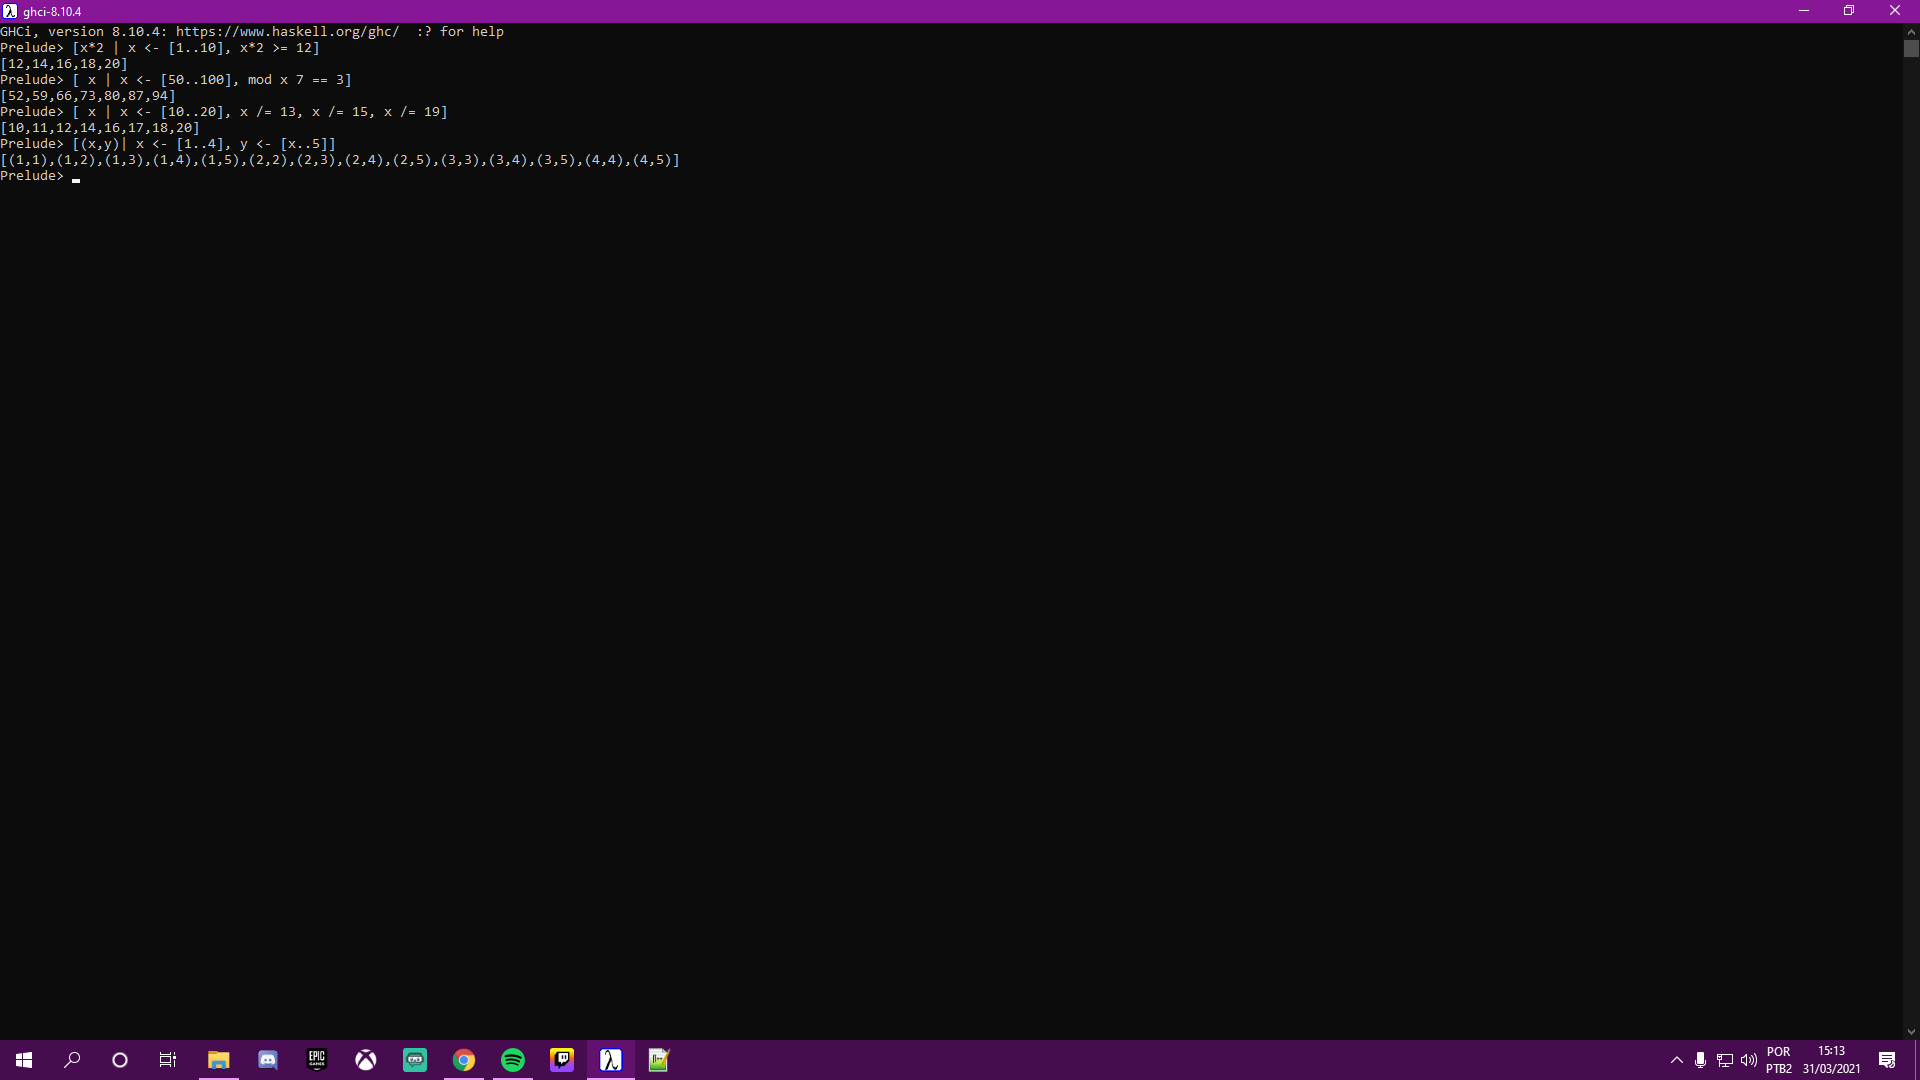 ghci-8.10.4
GHCi, version 8.10.4: https://www.haskell.org/ghc/  :? for help
Prelude> [x*2 | x <- [1..10], x*2 >= 12]
[12,14,16,18,20]
Prelude> [ x | x <- [50..100], mod x 7 == 3]
[52,59,66,73,80,87,94]
Prelude> [ x | x <- [10..20], x /= 13, x /= 15, x /= 19]
[10,11,12,14,16,17,18,20]
Prelude> [(x,y)| x <- [1..4], y <- [x..5]]
[(1,1),(1,2),(1,3),(1,4),(1,5),(2,2),(2,3),(2,4),(2,5),(3,3),(3,4),(3,5),(4,4),(4,5)]
Prelude>
EPIC
GAMES
POR
PTB2
15:13
31/03/2021